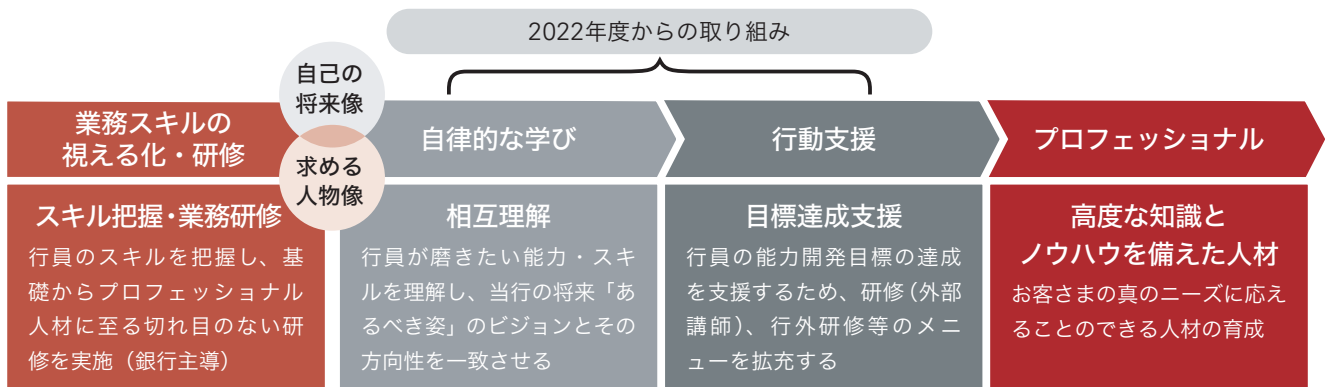 2022年度からの取り組み
自己の
将来像
求める
人物像
業務スキルの
視える化・研修
自律的な学び
行動支援
プロフェッショナル
スキル把握・業務研修
行員のスキルを把握し、基
礎からプロフェッショナル
人材に至る切れ目のない研
修を実施（銀行主導）
相互理解
行員が磨きたい能力・スキ
ルを理解し、当行の将来「あ
るべき姿」のビジョンとその
方向性を一致させる
目標達成支援
行員の能力開発目標の達成
を支援するため、研修（外部
講師）、行外研修等のメニ
ューを拡充する
高度な知識と
ノウハウを備えた人材
お客さまの真のニーズに応え
ることのできる人材の育成